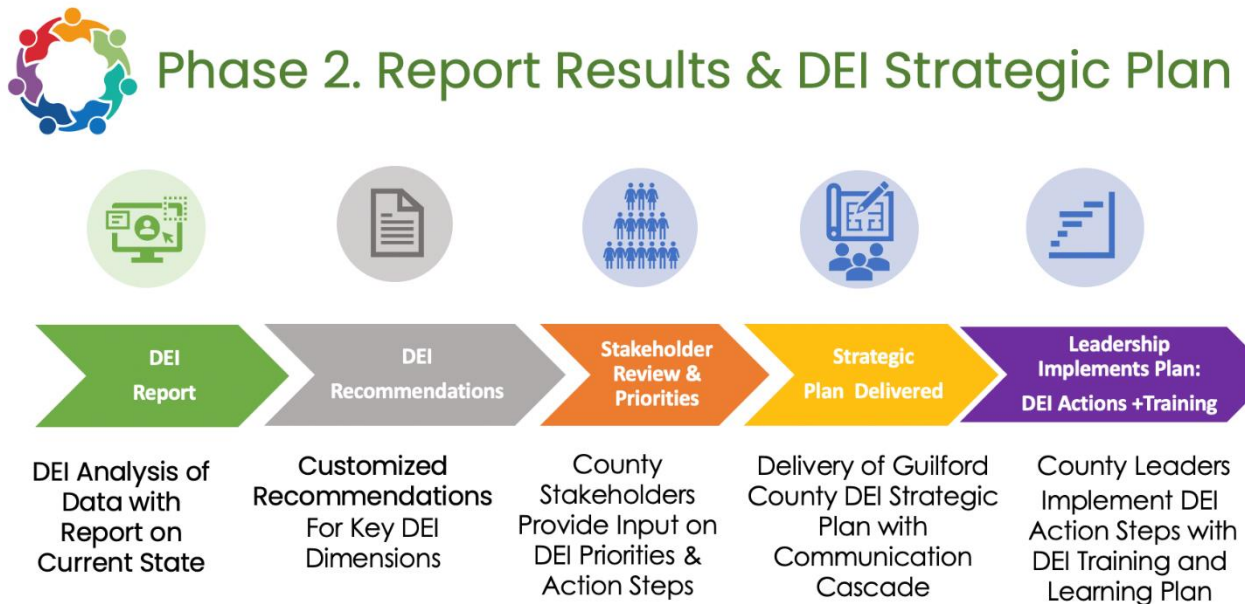 Phase 2. Report Results & DEI Strategic Plan
DEI
Report
DEI
Recommendations
Stakeholder
Review &
Priorities
Strategic
Plan Delivered
Leadership
Implements Plan:
DEI Actions +Training
DEI Analysis of
Data with
Report on
Current State
Customized
Recommendations
For Key DEI
Dimensions
County
Stakeholders
Provide Input on
DEI Priorities &
Action Steps
Delivery of Guilford
County DEI Strategic
Plan with
Communication
Cascade
County Leaders
Implement DEI
Action Steps with
DEI Training and
Learning Plan